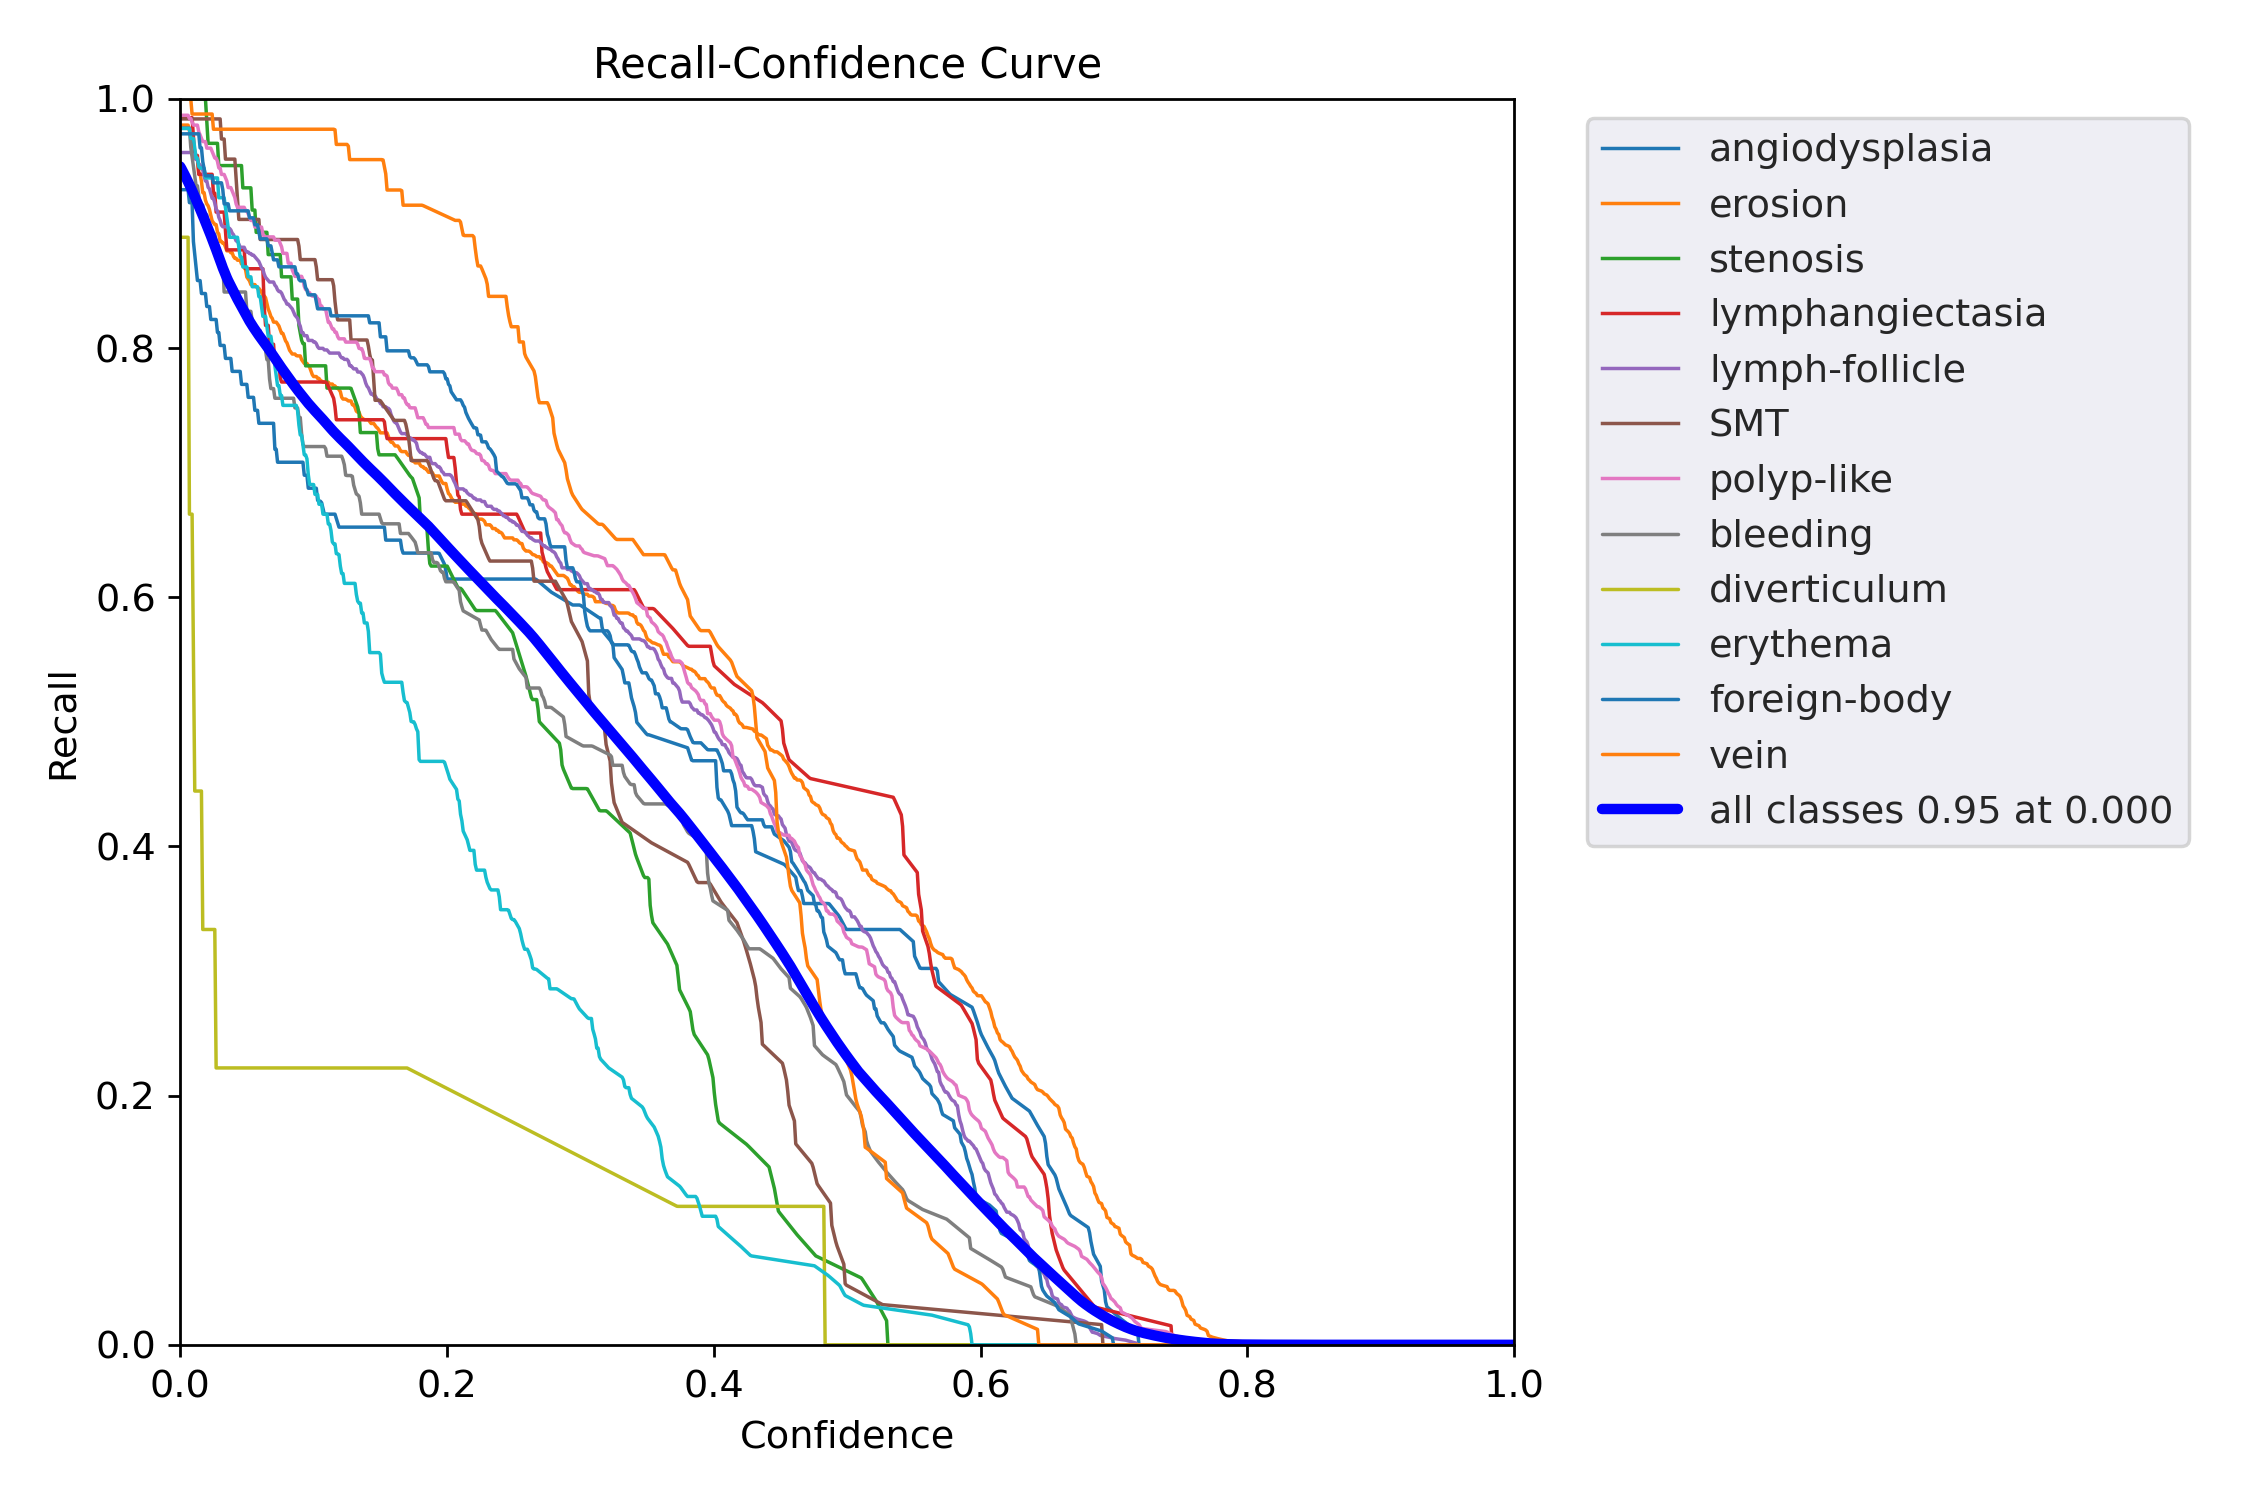 Recall-Confidence Curve
1.0
0.8
0.6
0.4
0.2
0.0
Recall
0.0 0.2 0.4 0.6 0.8 1.0
Confidence
angiodysplasia
erosion
stenosis
lymphangiectasia
lymph-follicle
SMT
polyp-like
bleeding
diverticulum
erythema
foreign-body
vein
all classes 0.95 at 0.000